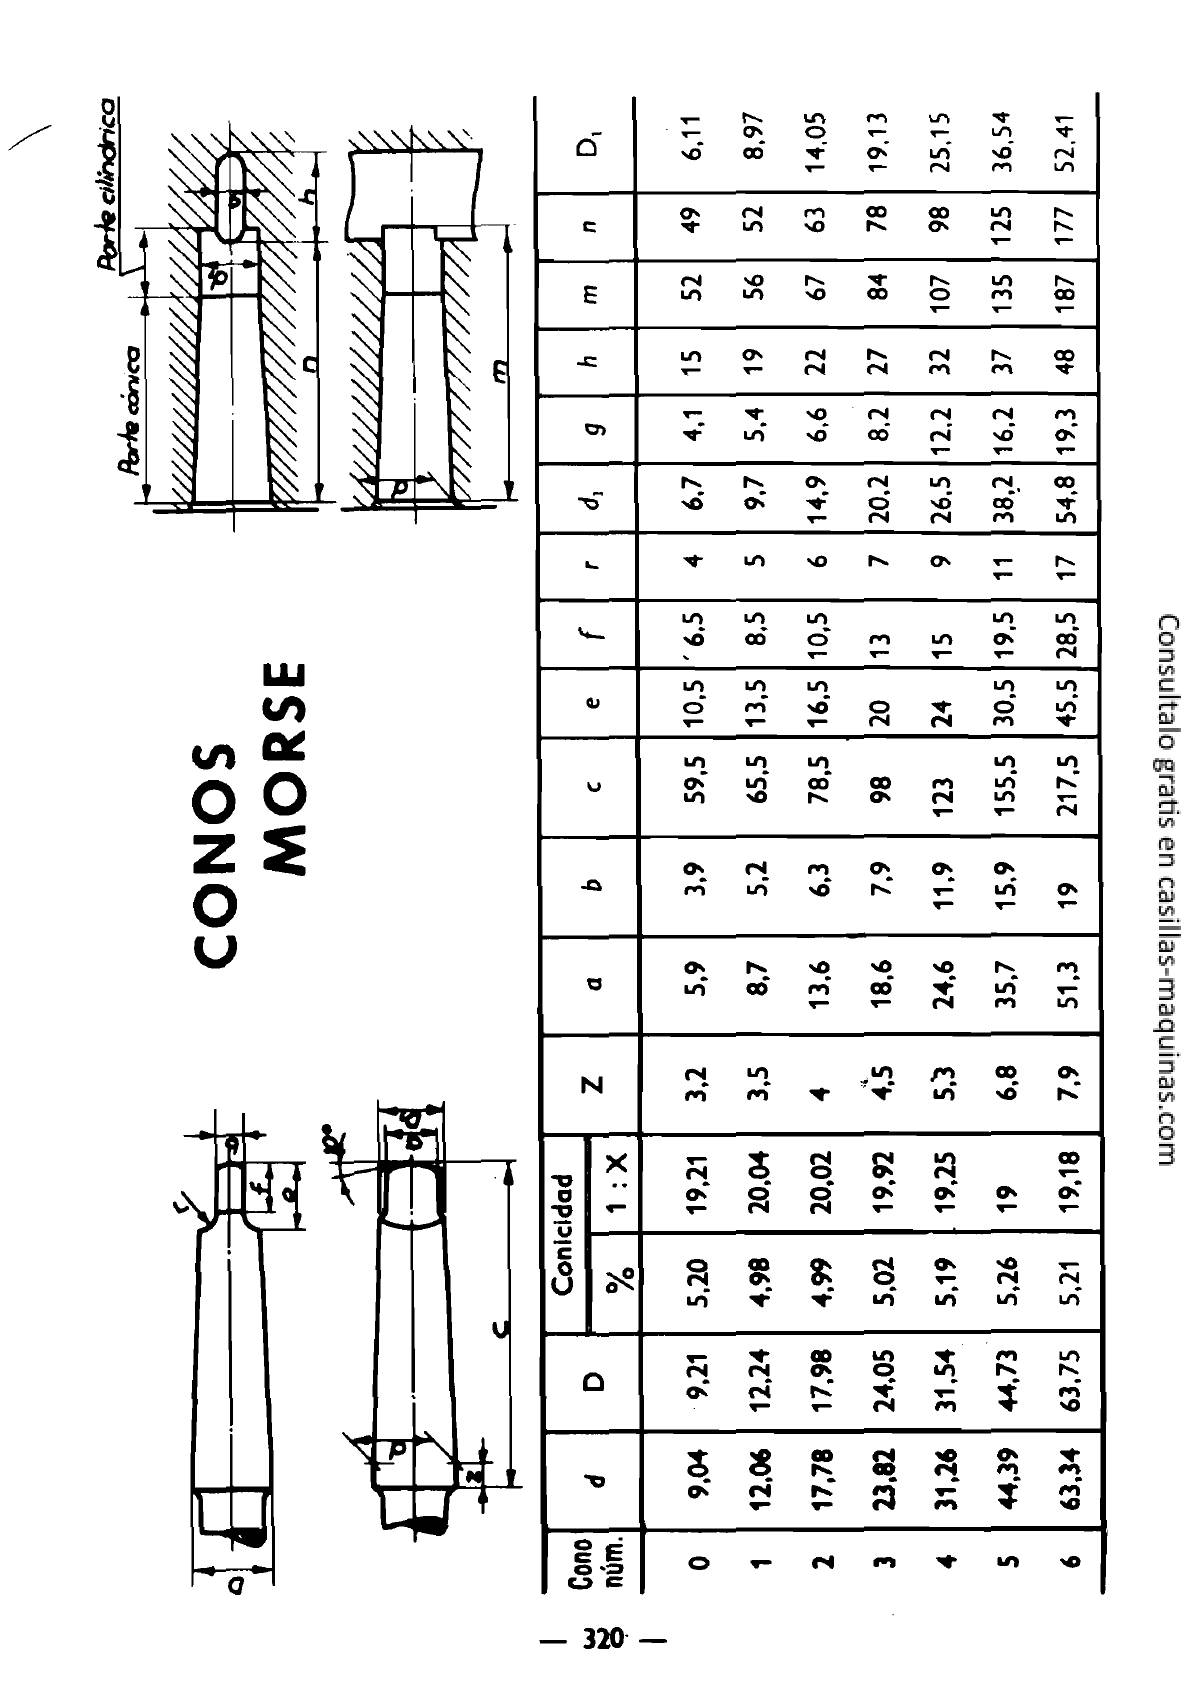 CONOS
MORSE
Parte cónica
Parte cilíndrica
d
g
h
n
d
m
D
r
b
f
e
d
z
c
a
8°
Cono núm. d D Conicidad Z a b c e f r d₁ g h m n D₁
% 1 : X
0 9,04 9,21 5,20 19,21 3,2 5,9 3,9 59,5 10,5 6,5 4 6,7 4,1 15 52 49 6,11
1 12,06 12,24 4,98 20,04 3,5 8,7 5,2 65,5 13,5 8,5 5 9,7 5,4 19 56 52 8,97
2 17,78 17,98 4,99 20,02 4 13,6 6,3 78,5 16,5 10,5 6 14,9 6,6 22 67 63 14,05
3 23,82 24,05 5,02 19,92 4,5 18,6 7,9 98 20 13 7 20,2 8,2 27 84 78 19,13
4 31,26 31,54 5,19 19,25 5,3 24,6 11,9 123 24 15 9 26,5 12,2 32 107 98 25,15
5 44,39 44,73 5,26 19 6,8 35,7 15,9 155,5 30,5 19,5 11 38,2 16,2 37 135 125 36,54
6 63,34 63,75 5,21 19,18 7,9 51,3 19 217,5 45,5 28,5 17 54,8 19,3 48 187 177 52,41
— 320 —
Consultalo gratis en casillas-maquinas.com